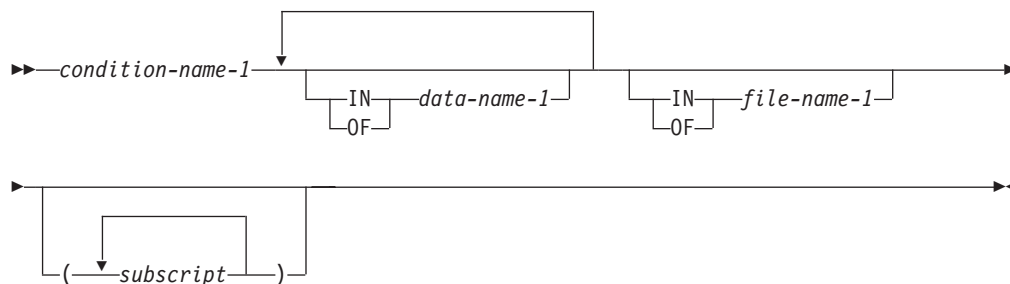 condition-name-1
IN data-name-1 IN file-name-1
OF OF
( subscript )